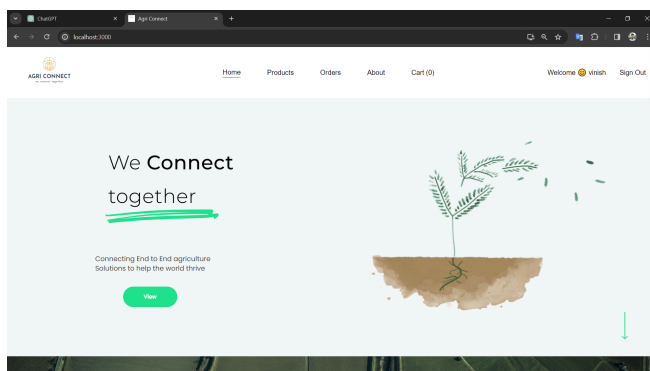 ChatGPT
Agri Connect
localhost:3000
AGRI CONNECT
Home Products Orders About Cart (0) Welcome 😊 vinish Sign Out
We Connect
together
Connecting End to End agriculture
Solutions to help the world thrive
View